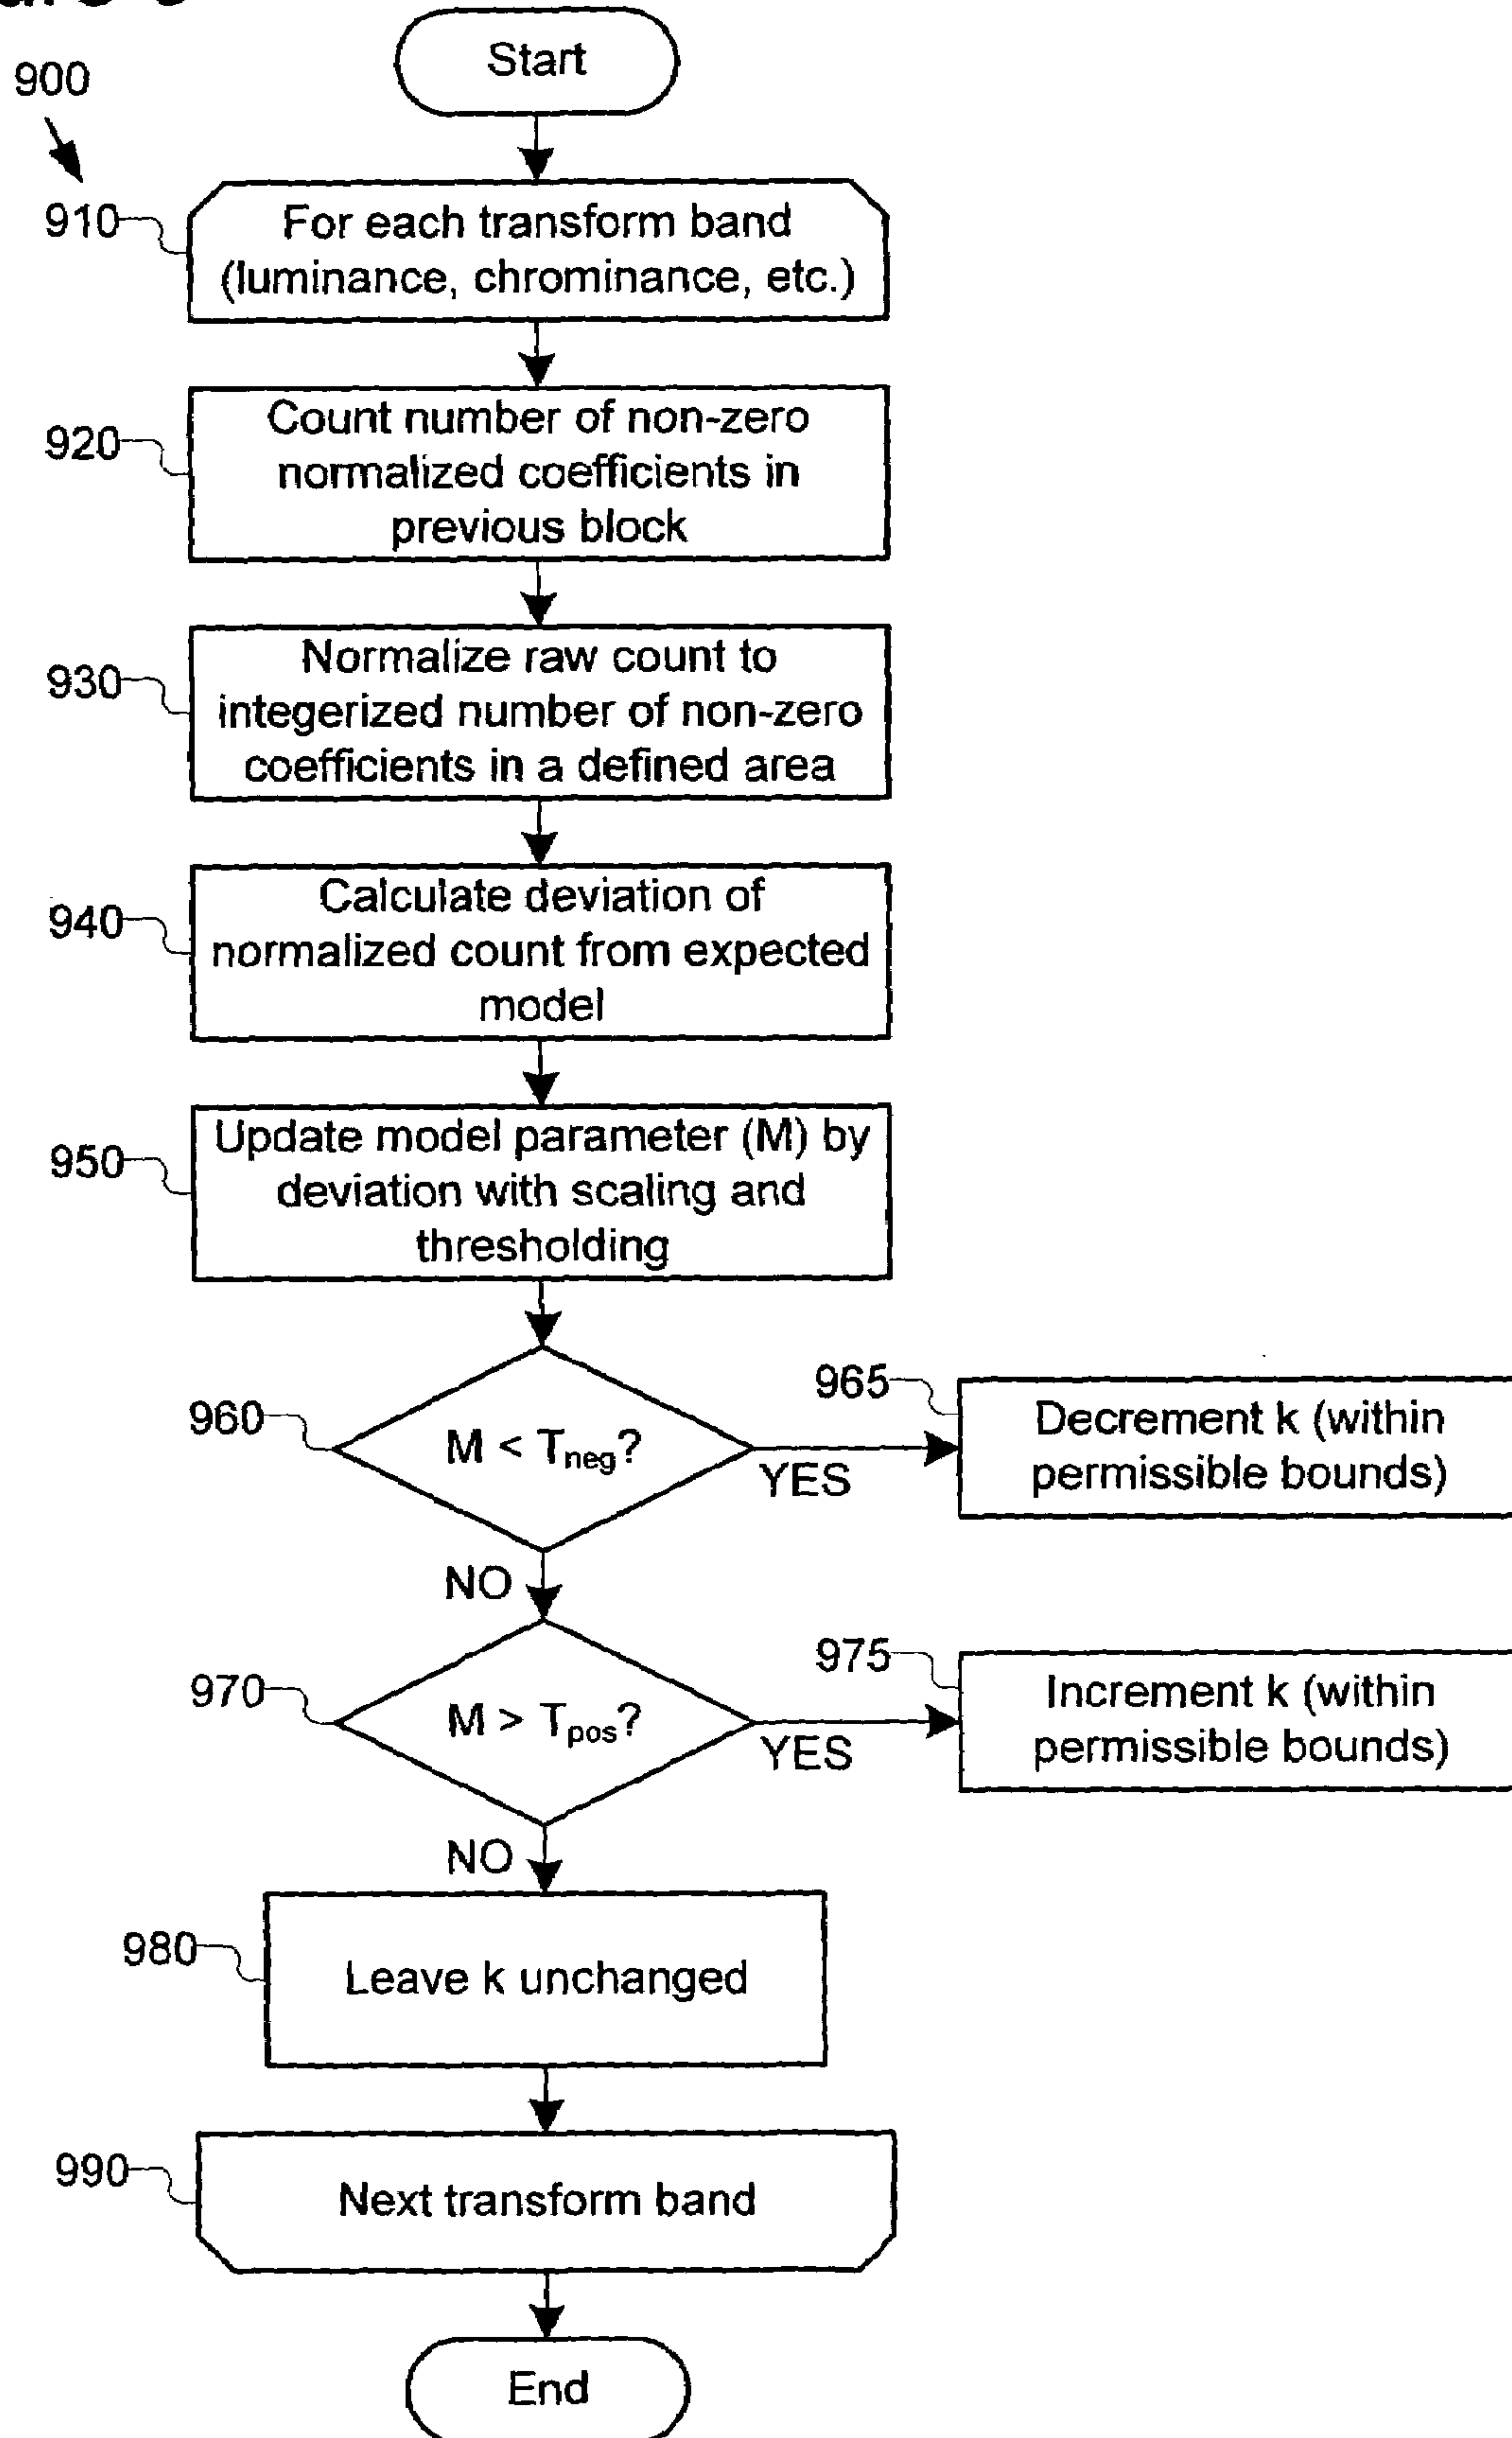 900
Start
910
For each transform band
(luminance, chrominance, etc.)
920
Count number of non-zero
normalized coefficients in
previous block
930
Normalize raw count to
integerized number of non-zero
coefficients in a defined area
940
Calculate deviation of
normalized count from expected
model
950
Update model parameter (M) by
deviation with scaling and
thresholding
960
M < Tneg?
YES
965
Decrement k (within
permissible bounds)
NO
970
M > Tpos?
YES
975
Increment k (within
permissible bounds)
NO
980
Leave k unchanged
990
Next transform band
End